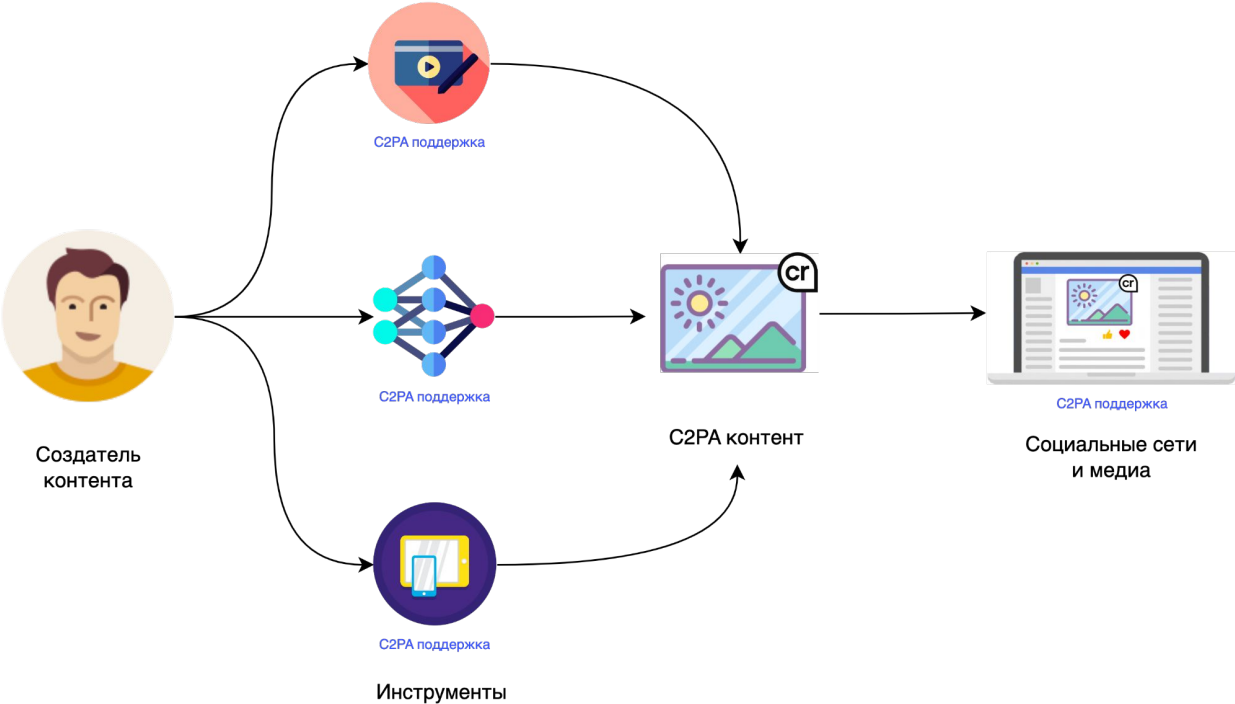 C2PA поддержка
Создатель
контента
C2PA поддержка
C2PA поддержка
Инструменты
cr
C2PA контент
cr
C2PA поддержка
Социальные сети
и медиа